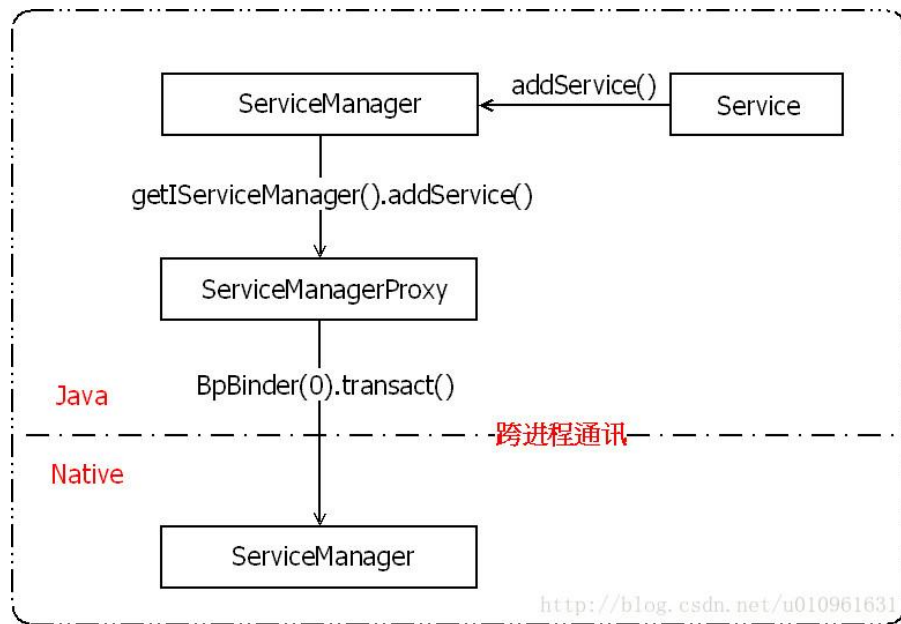 addService()
ServiceManager
Service
getIServiceManager().addService()
ServiceManagerProxy
BpBinder(0).transact()
Java
跨进程通讯
Native
ServiceManager
http://blog.csdn.net/u010961631